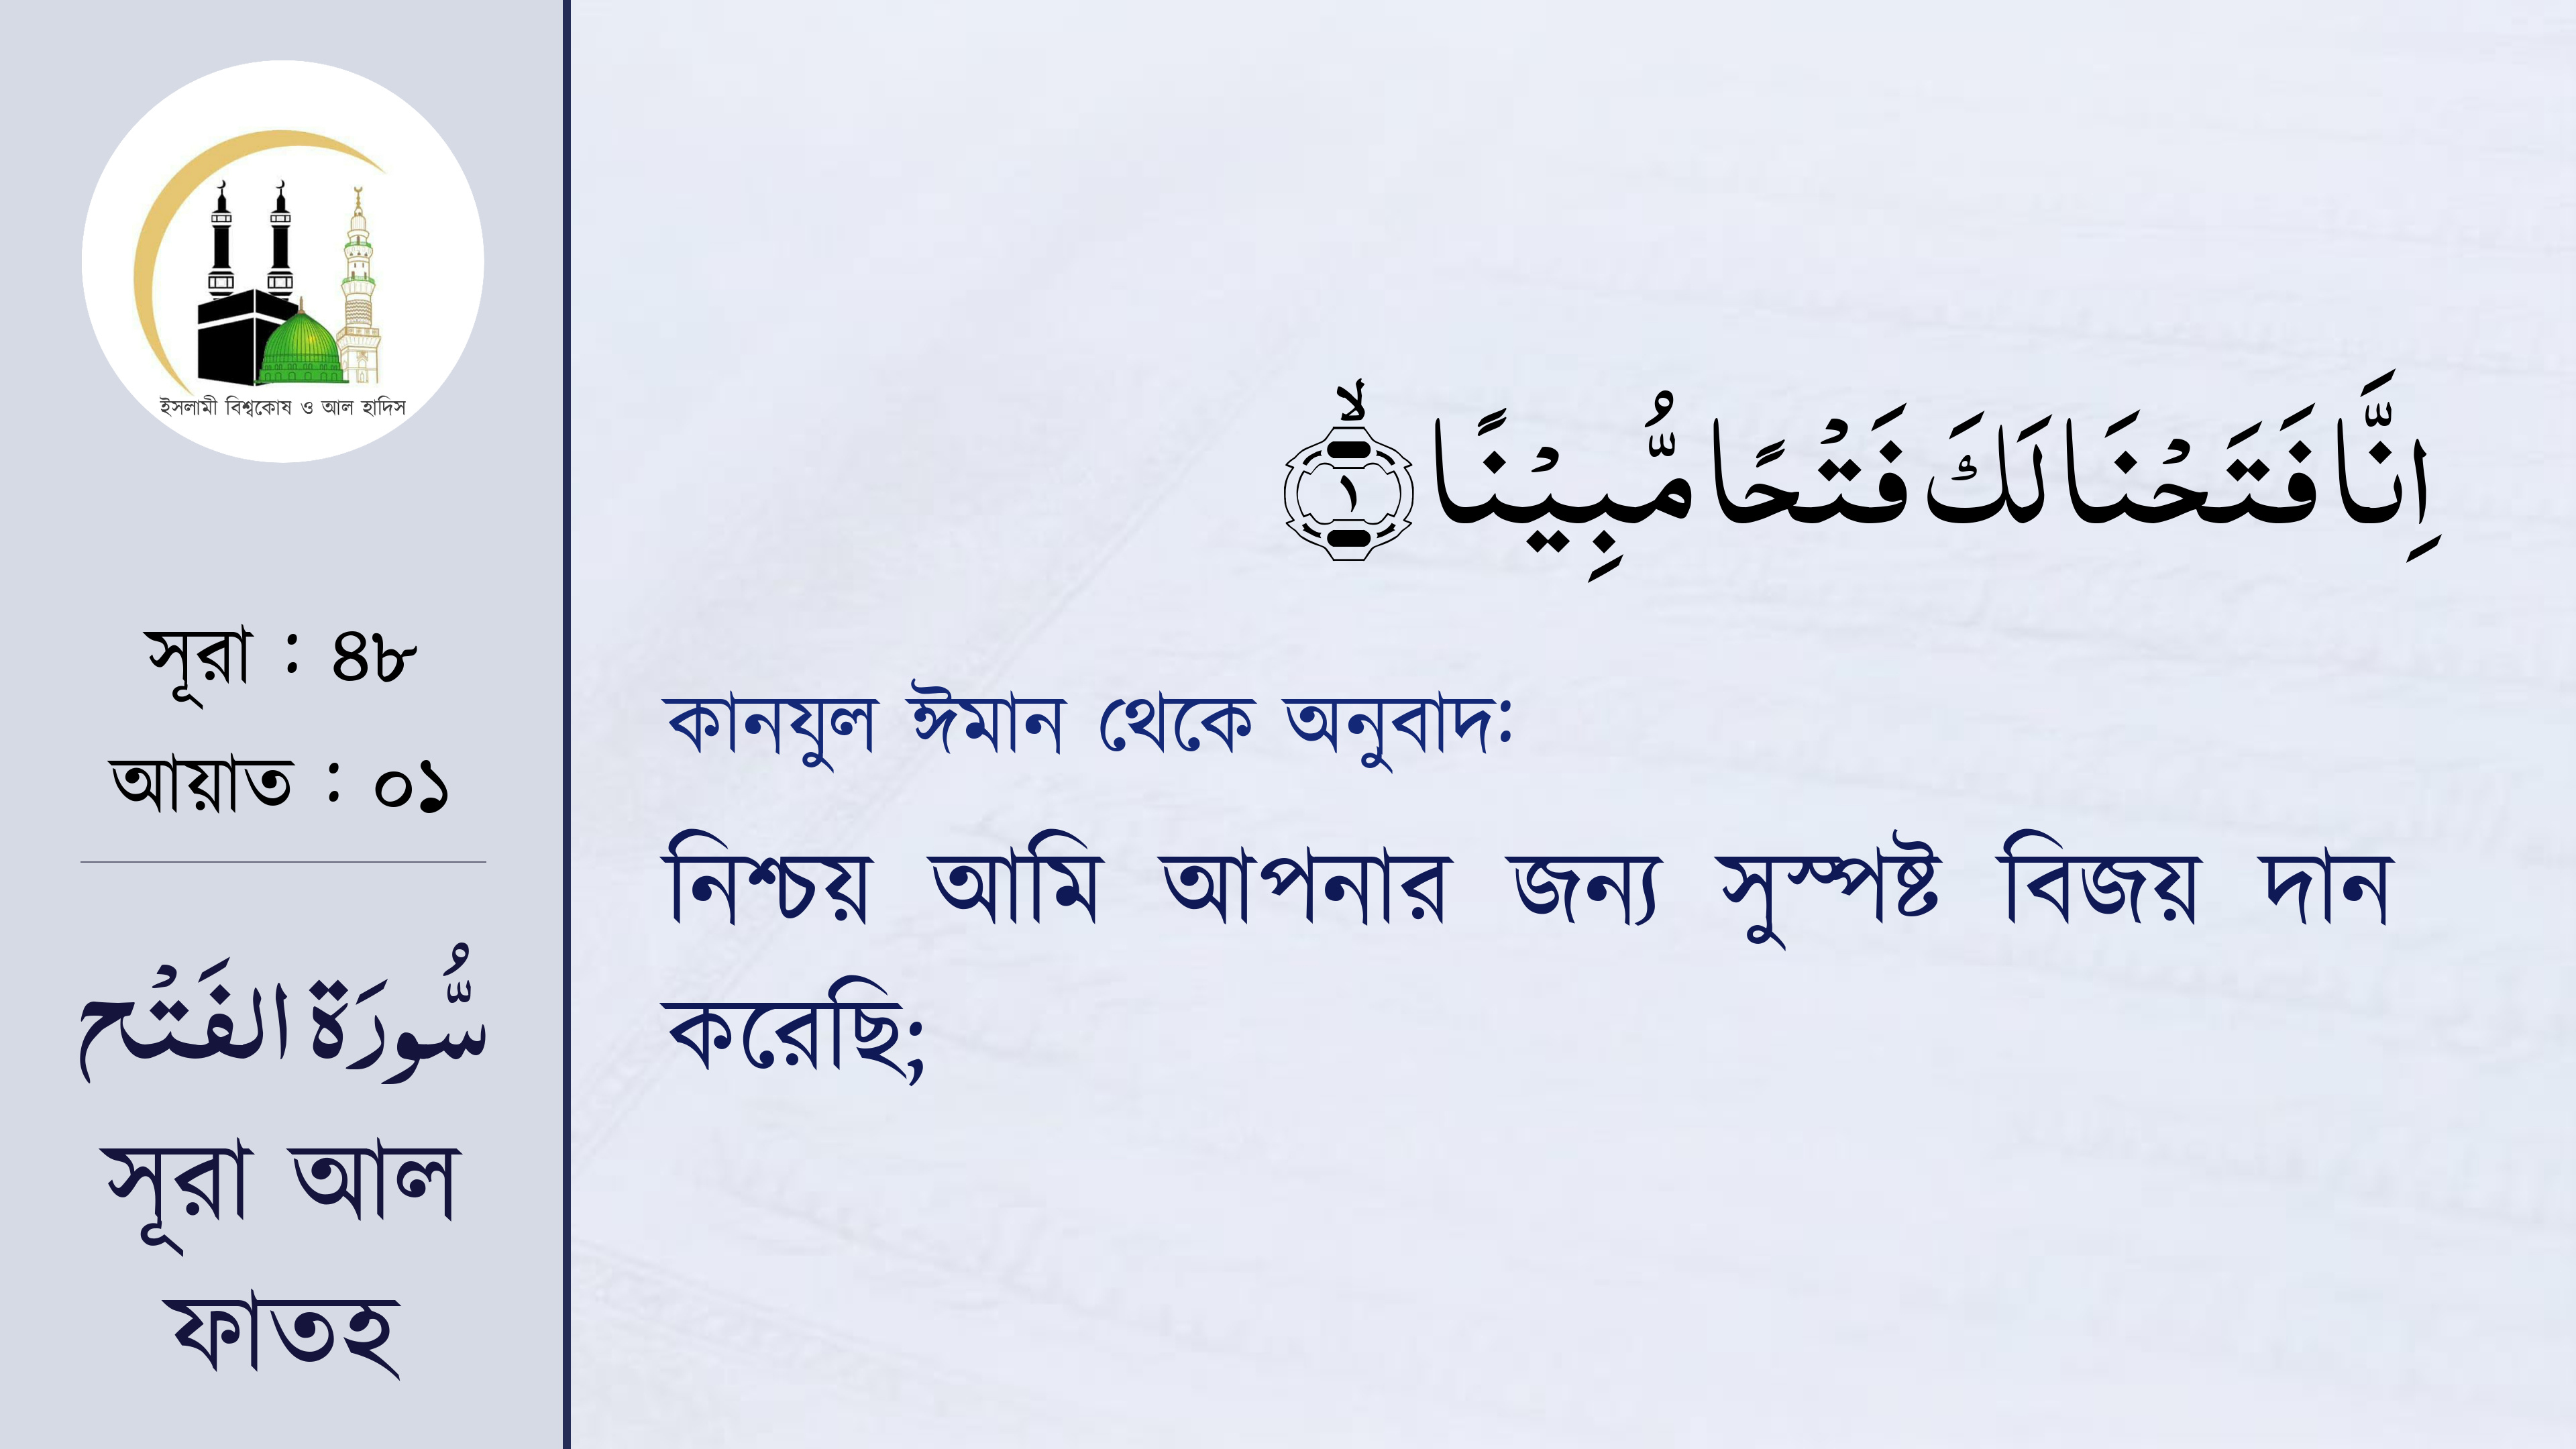 ইসলামী বিশ্বকোষ ও আল হাদিস
সূরা : ৪৮
আয়াত : ০১
سُّورَة الفَتْح
সূরা আল
ফাতহ
اِنَّا فَتَحْنَا لَكَ فَتْحًا مُّبِیْنًا ۙ‏﴿۱﴾
কানযুল ঈমান থেকে অনুবাদ:
নিশ্চয় আমি আপনার জন্য সুস্পষ্ট বিজয় দান
করেছি;